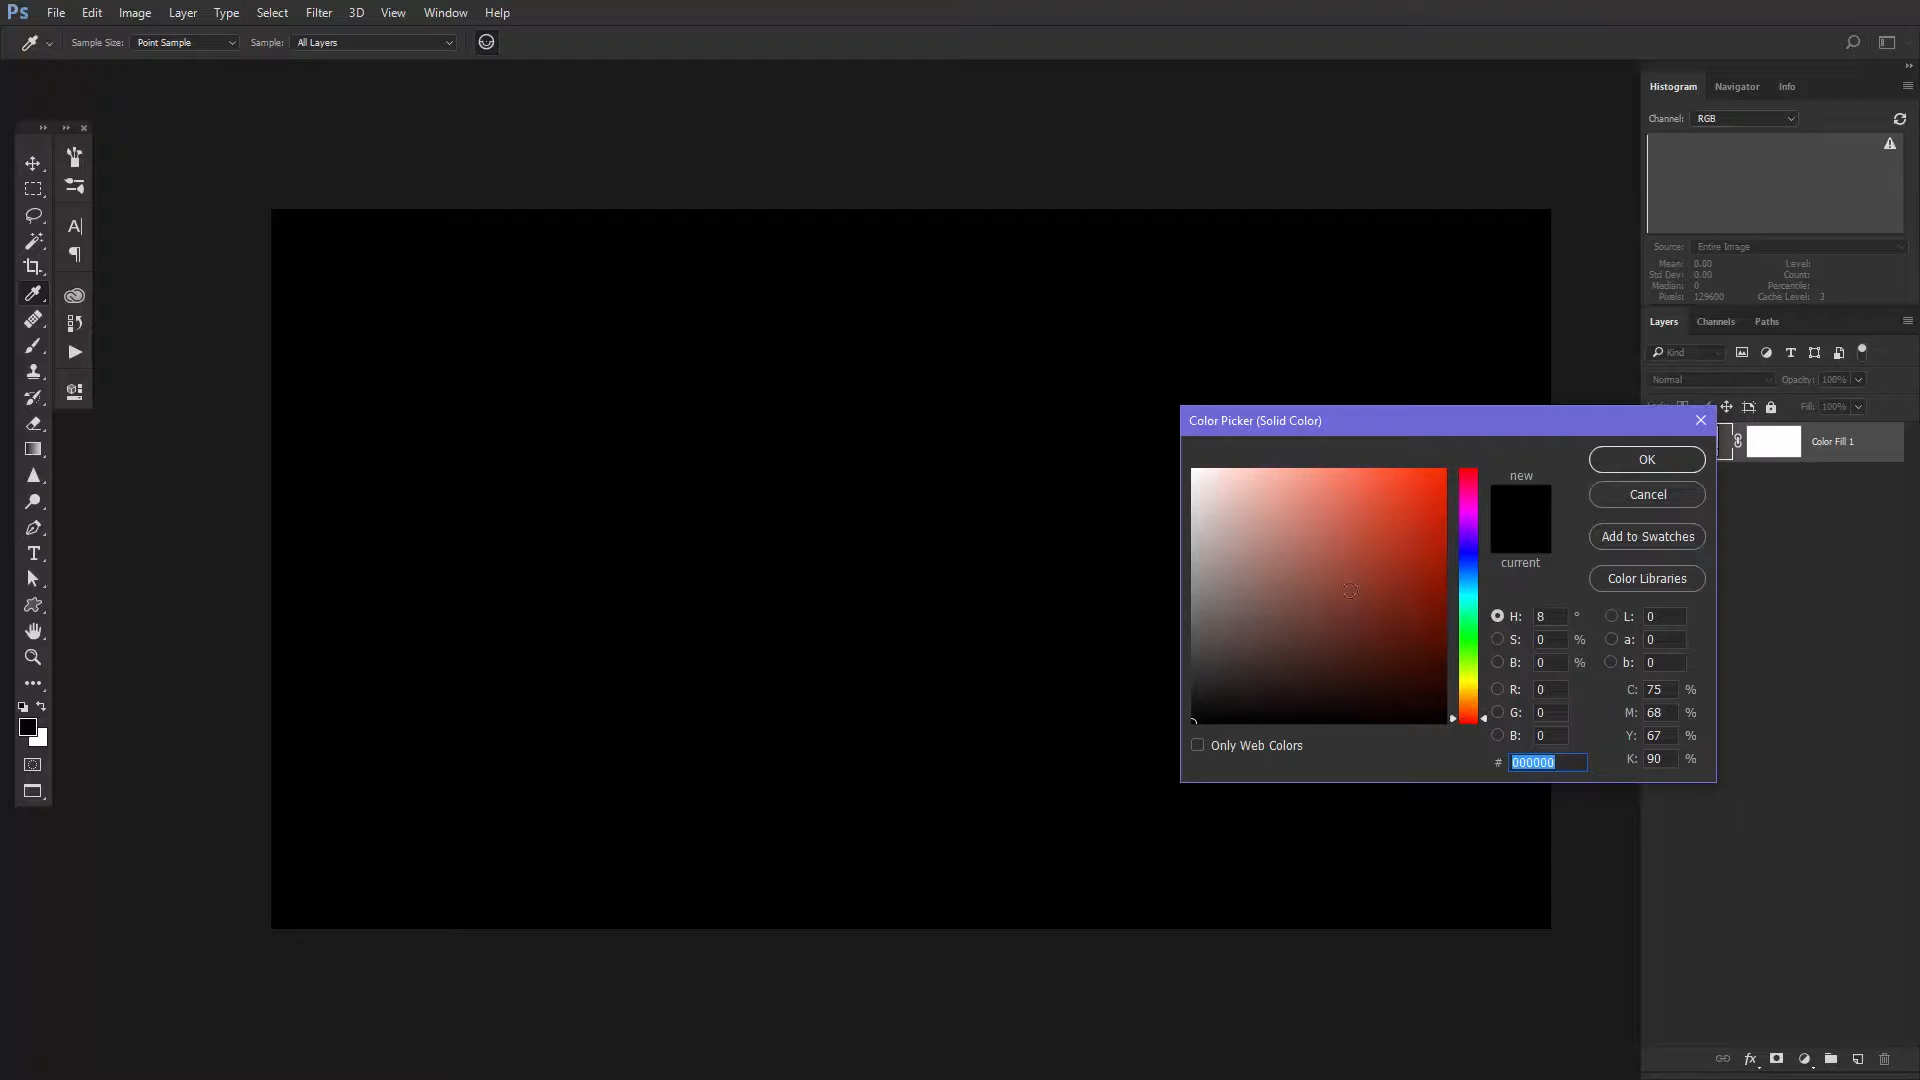 Ps File Edit Image Layer Type Select Filter 3D View Window Help
Sample Size: Point Sample Sample: All Layers
Histogram Navigator Info
Channel: RGB
Source: Entire Image
Mean: 0.00 Level:
Std Dev: 0.00 Count:
Median: 0 Percentile:
Pixels: 129600 Cache Level: 3
Layers Channels Paths
Kind
Normal Opacity: 100%
Fill: 100%
Color Fill 1
Color Picker (Solid Color)
OK
new
Cancel
Add to Swatches
current
Color Libraries
H: 8 ° L: 0
S: 0 % a: 0
B: 0 % b: 0
R: 0 C: 75 %
G: 0 M: 68 %
B: 0 Y: 67 %
Only Web Colors
# 000000 K: 90 %
fx